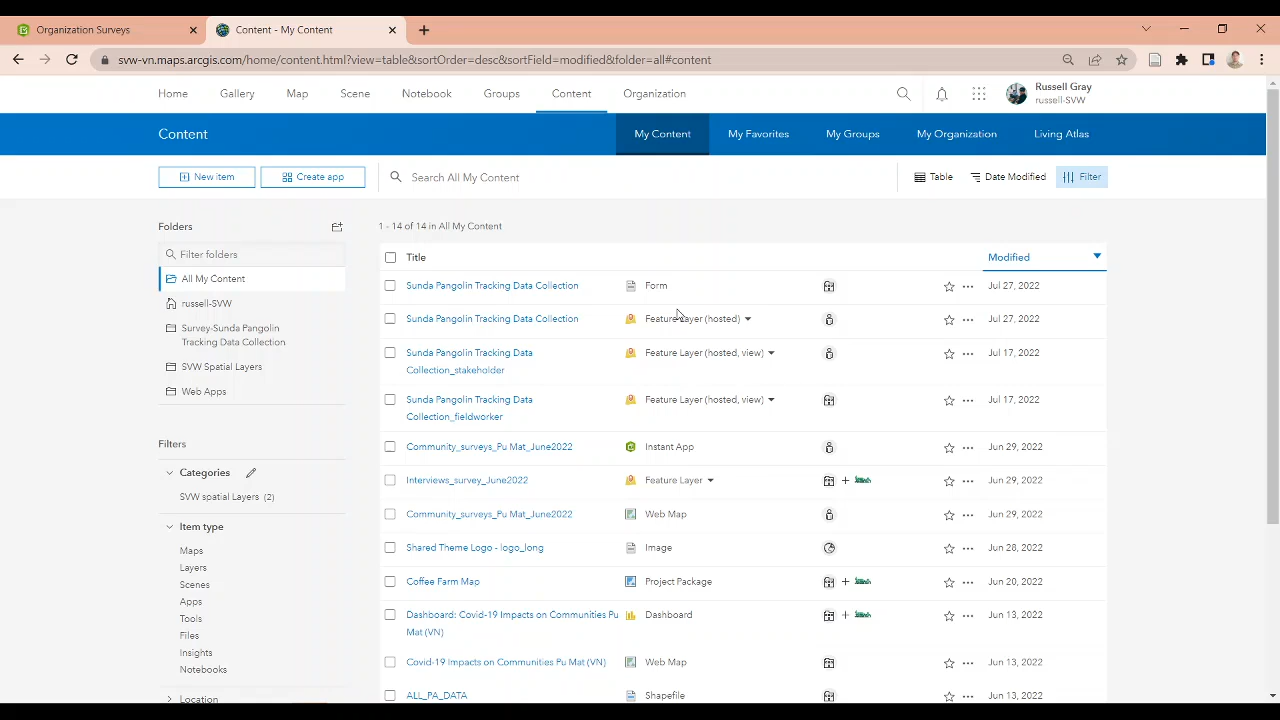 Organization Surveys
Content - My Content
svw-vn.maps.arcgis.com/home/content.html?view=table&sortOrder=desc&sortField=modified&folder=all#content
Home Gallery Map Scene Notebook Groups Content Organization
Russell Gray
russell-SVW
Content
My Content My Favorites My Groups My Organization Living Atlas
New item Create app Search All My Content Table Date Modified Filter
Folders
1 - 14 of 14 in All My Content
Filter folders
All My Content
russell-SVW
Survey-Sunda Pangolin
Tracking Data Collection
SVW Spatial Layers
Web Apps
Filters
Categories
SVW spatial Layers (2)
Item type
Maps
Layers
Scenes
Apps
Tools
Files
Insights
Notebooks
Location
Title Modified
Sunda Pangolin Tracking Data Collection Form Jul 27, 2022
Sunda Pangolin Tracking Data Collection Feature Layer (hosted) Jul 27, 2022
Sunda Pangolin Tracking Data Feature Layer (hosted, view) Jul 17, 2022
Collection_stakeholder
Sunda Pangolin Tracking Data Feature Layer (hosted, view) Jul 17, 2022
Collection_fieldworker
Community_surveys_Pu Mat_June2022 Instant App Jun 29, 2022
Interviews_survey_June2022 Feature Layer Jun 29, 2022
Community_surveys_Pu Mat_June2022 Web Map Jun 29, 2022
Shared Theme Logo - logo_long Image Jun 28, 2022
Coffee Farm Map Project Package Jun 20, 2022
Dashboard: Covid-19 Impacts on Communities Pu Dashboard Jun 13, 2022
Mat (VN)
Covid-19 Impacts on Communities Pu Mat (VN) Web Map Jun 13, 2022
ALL_PA_DATA Shapefile Jun 13, 2022